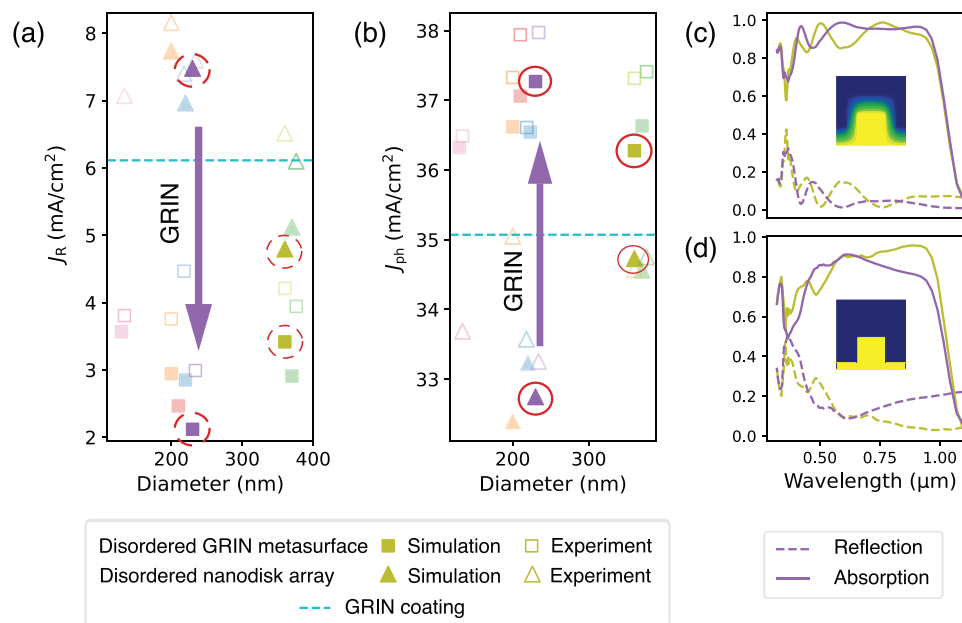 (a)
8
7
6
5
4
3
2
J_R (mA/cm²)
GRIN
200
300
400
Diameter (nm)
(b)
38
37
36
35
34
33
J_ph (mA/cm²)
GRIN
200
300
Diameter (nm)
(c)
1.0
0.8
0.6
0.4
0.2
0.0
(d)
1.0
0.8
0.6
0.4
0.2
0.0
0.50
0.75
1.00
Wavelength (μm)
Disordered GRIN metasurface Simulation Experiment
Disordered nanodisk array Simulation Experiment
GRIN coating
Reflection
Absorption